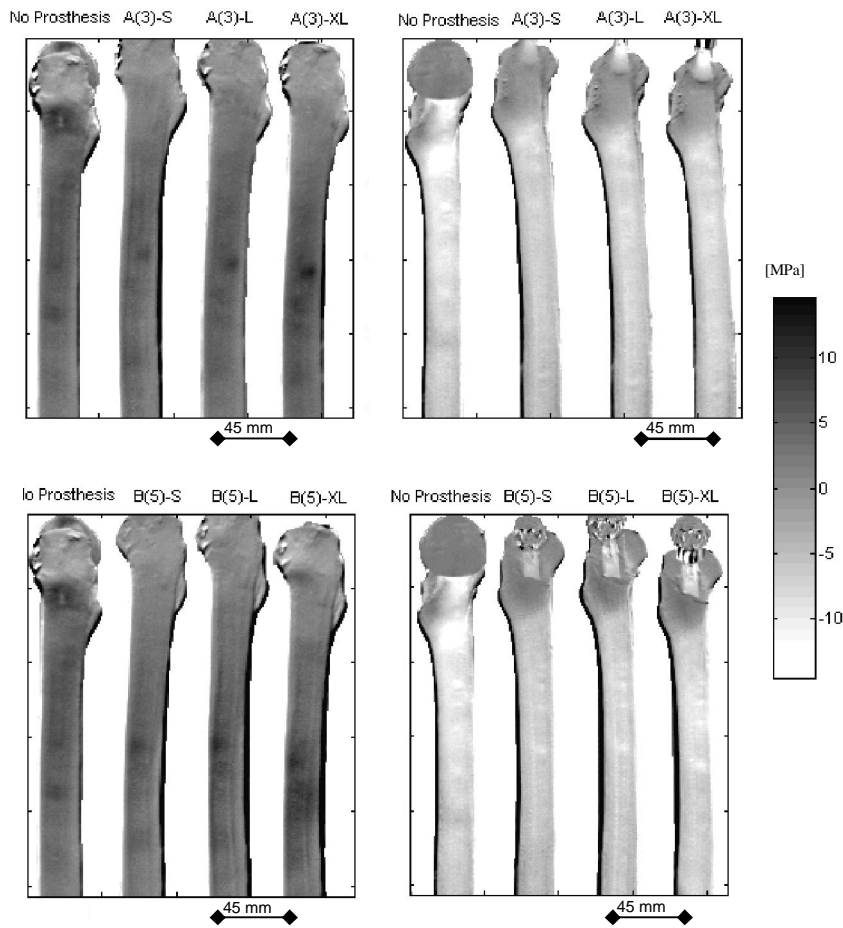 No Prosthesis A(3)-S A(3)-L A(3)-XL
No Prosthesis A(3)-S A(3)-L A(3)-XL
[MPa]
10
5
0
-5
-10
45 mm
45 mm
lo Prosthesis B(5)-S B(5)-L B(5)-XL
No Prosthesis B(5)-S B(5)-L B(5)-XL
45 mm
45 mm